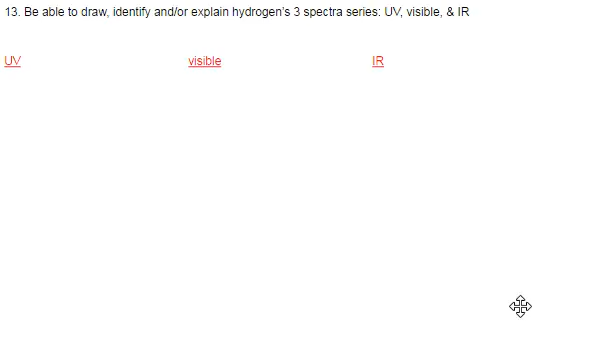 13. Be able to draw, identify and/or explain hydrogen's 3 spectra series: UV, visible, & IR
UV visible IR